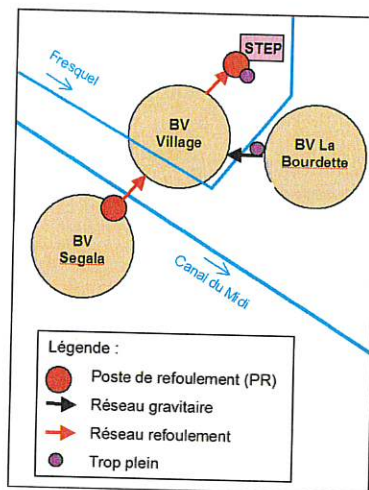 STEP
Fresquel
BV
Village
BV La
Bourdette
BV
Segala
Canal du Midi
Légende :
Poste de refoulement (PR)
Réseau gravitaire
Réseau refoulement
Trop plein